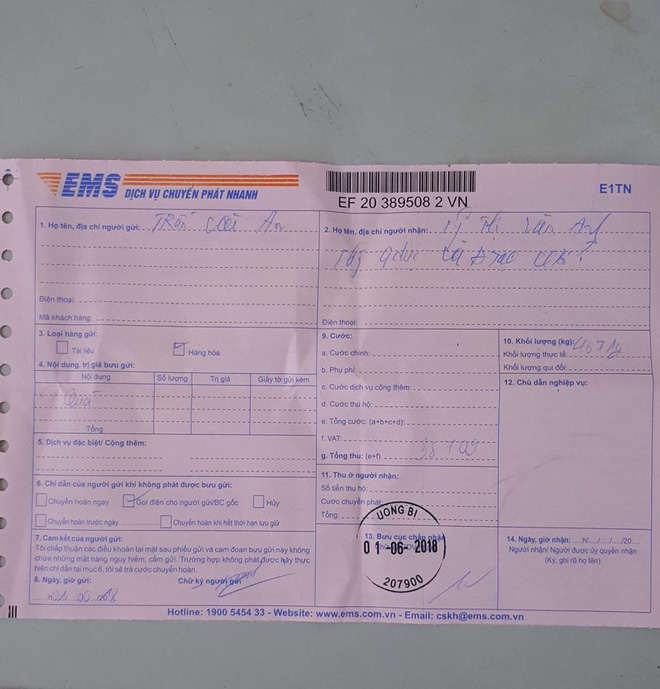 EMS DỊCH VỤ CHUYỂN PHÁT NHANH
EF 20 389508 2 VN
E1TN
1. Họ tên, địa chỉ người gửi: Trần An
2. Họ tên, địa chỉ người nhận: Thị Vân
Điện thoại:
Mã khách hàng:
Điện thoại:
3. Loại hàng gửi:
Tài liệu
Hàng hóa
4. Nội dung, trị giá bưu gửi:
Nội dung Số lượng Trị giá Giấy tờ gửi kèm
Quà
Tổng
5. Dịch vụ đặc biệt/ Cộng thêm:
6. Chỉ dẫn của người gửi khi không phát được bưu gửi:
Chuyển hoàn ngay
Gọi điện cho người gửi/BC gốc
Hủy
Chuyển hoàn trước ngày
Chuyển hoàn khi hết thời hạn lưu giữ
7. Cam kết của người gửi:
Tôi chấp thuận các điều khoản tại mặt sau phiếu gửi và cam đoan bưu gửi này không
chứa những mặt hàng nguy hiểm, cấm gửi. Trường hợp không phát được hãy
thực hiện chỉ dẫn tại mục 6, tôi sẽ trả cước chuyển hoàn.
8. Ngày, giờ gửi:
Chữ ký người gửi
9. Cước:
a. Cước chính:
b. Phụ phí:
c. Cước dịch vụ cộng thêm:
d. Cước thu hộ:
e. Tổng cước: (a+b+c+d):
f. VAT:
g. Tổng thu: (e+f)
10. Khối lượng (kg):
Khối lượng thực tế:
Khối lượng qui đổi:
11. Thu ở người nhận:
Số tiền thu hộ:
Cước chuyển phát:
Tổng:
12. Chú dẫn nghiệp vụ:
13. Bưu cục chấp nhận
UONG BI
01-06-2018
207900
14. Ngày, giờ nhận: h / / /20
Người nhận/ Người được ủy quyền nhận
(Ký, ghi rõ họ tên)
Hotline: 1900 5454 33 - Website: www.ems.com.vn - Email: cskh@ems.com.vn